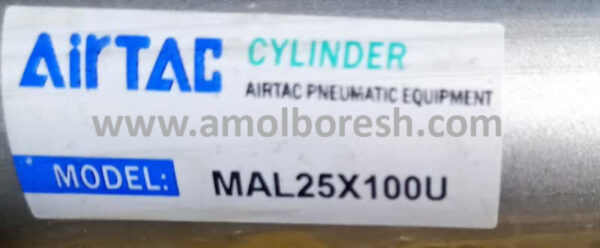 AirTAC CYLINDER
AIRTAC PNEUMATIC EQUIPMENT
www.amolboresh.com
MODEL: MAL25X100U